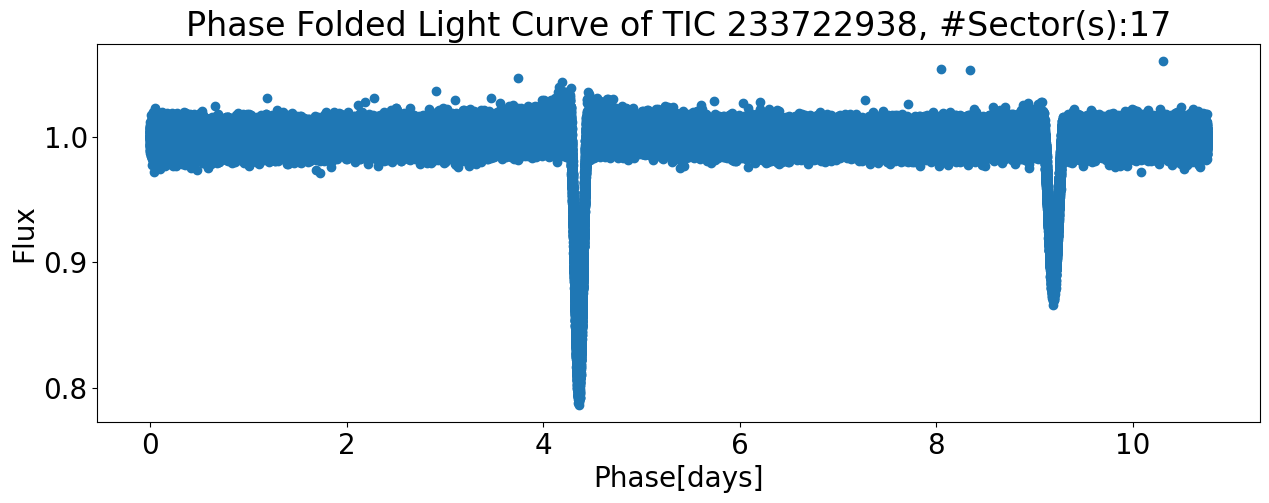 Phase Folded Light Curve of TIC 233722938, #Sector(s):17
1.0
0.9
0.8
Flux
0 2 4 6 8 10
Phase[days]